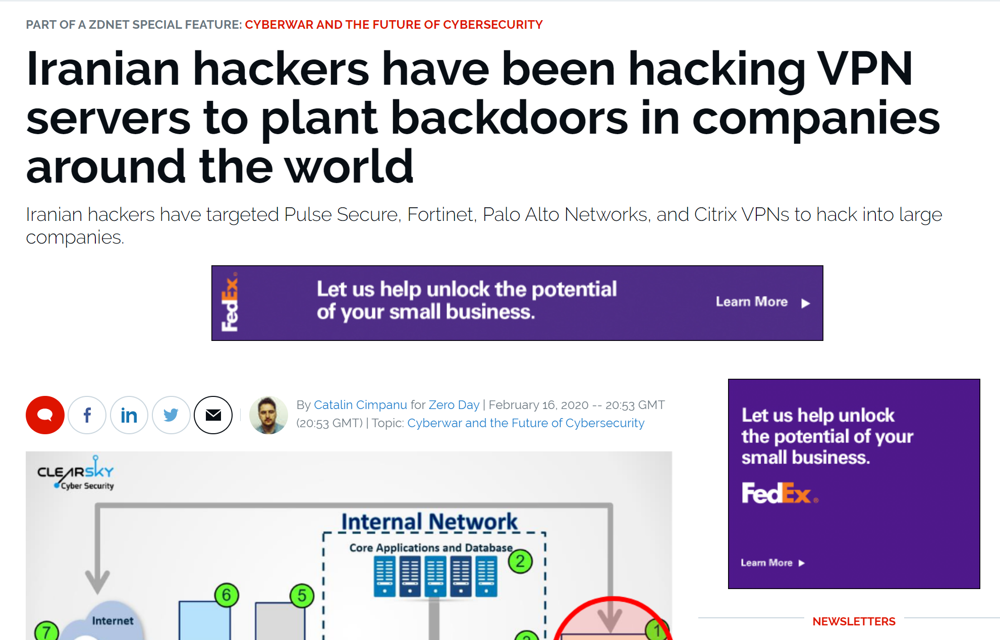 PART OF A ZDNET SPECIAL FEATURE: CYBERWAR AND THE FUTURE OF CYBERSECURITY
Iranian hackers have been hacking VPN
servers to plant backdoors in companies
around the world
Iranian hackers have targeted Pulse Secure, Fortinet, Palo Alto Networks, and Citrix VPNs to hack into large
companies.
FedEx®
Let us help unlock the potential
of your small business.
Learn More
f
in
By Catalin Cimpanu for Zero Day | February 16, 2020 -- 20:53 GMT
(20:53 GMT) | Topic: Cyberwar and the Future of Cybersecurity
CLEARSKY
Cyber Security
Internal Network
Core Applications and Database
2
6
5
Internet
7
1
Let us help unlock
the potential of your
small business.
FedEx®
Learn More
NEWSLETTERS